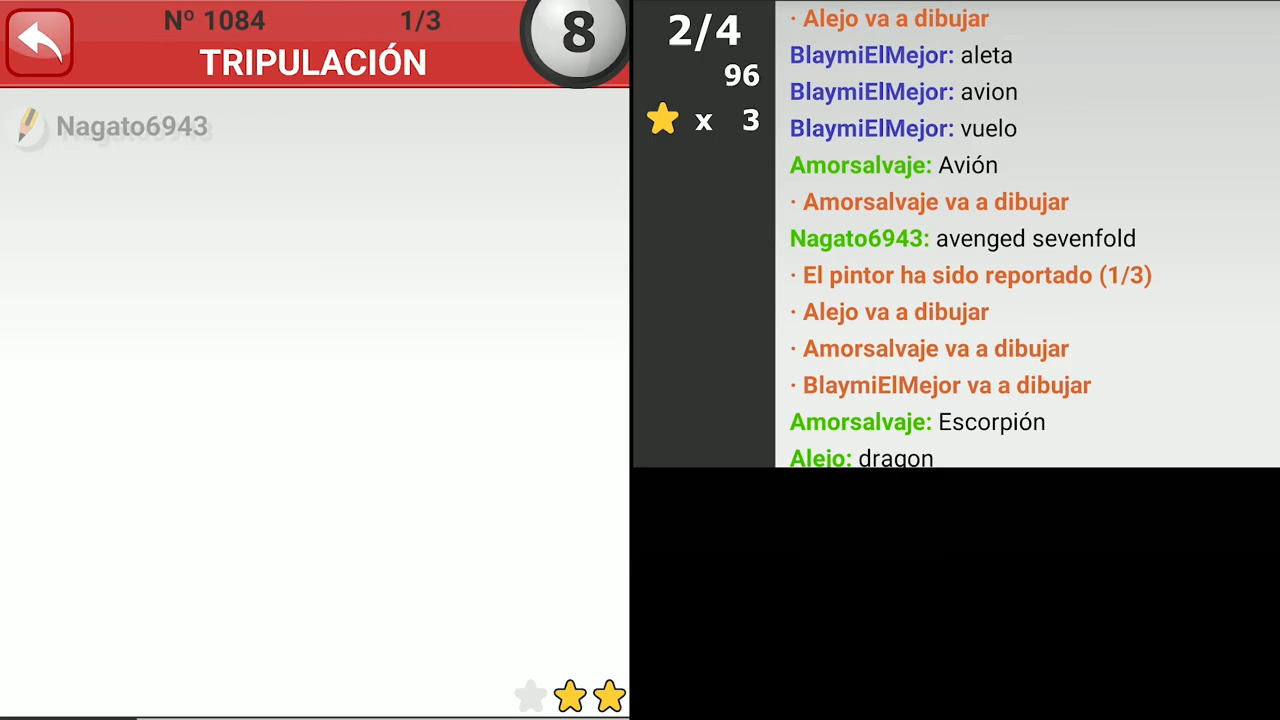 Nº 1084 1/3
TRIPULACIÓN
8
Nagato6943
2/4
96
x 3
· Alejo va a dibujar
BlaymiElMejor: aleta
BlaymiElMejor: avion
BlaymiElMejor: vuelo
Amorsalvaje: Avión
· Amorsalvaje va a dibujar
Nagato6943: avenged sevenfold
· El pintor ha sido reportado (1/3)
· Alejo va a dibujar
· Amorsalvaje va a dibujar
· BlaymiElMejor va a dibujar
Amorsalvaje: Escorpión
Alejo: dragon